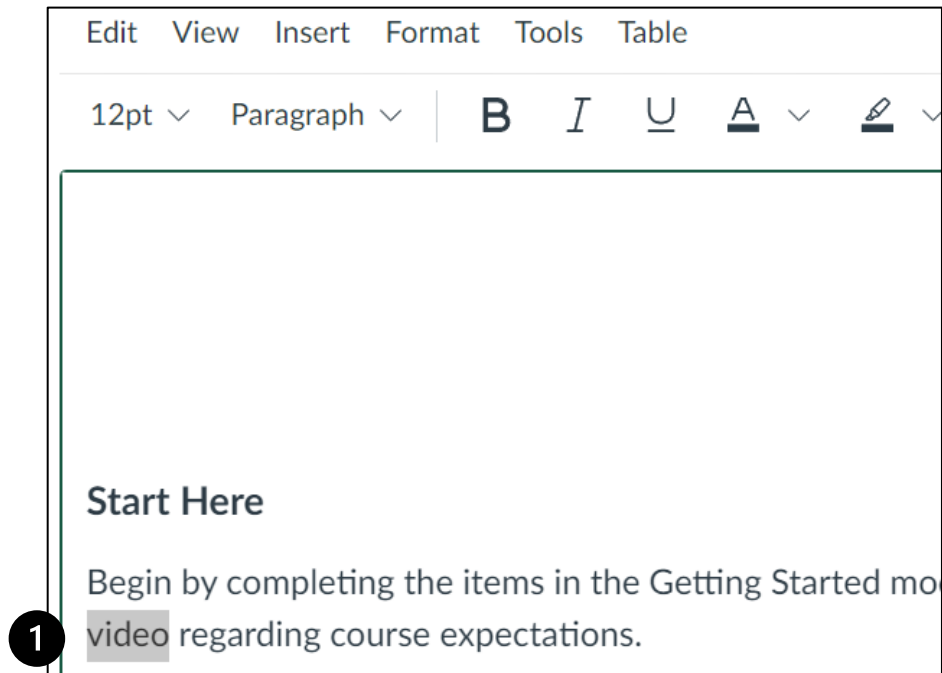 Edit View Insert Format Tools Table
12pt Paragraph B I U A
Start Here
Begin by completing the items in the Getting Started mo
1 video regarding course expectations.